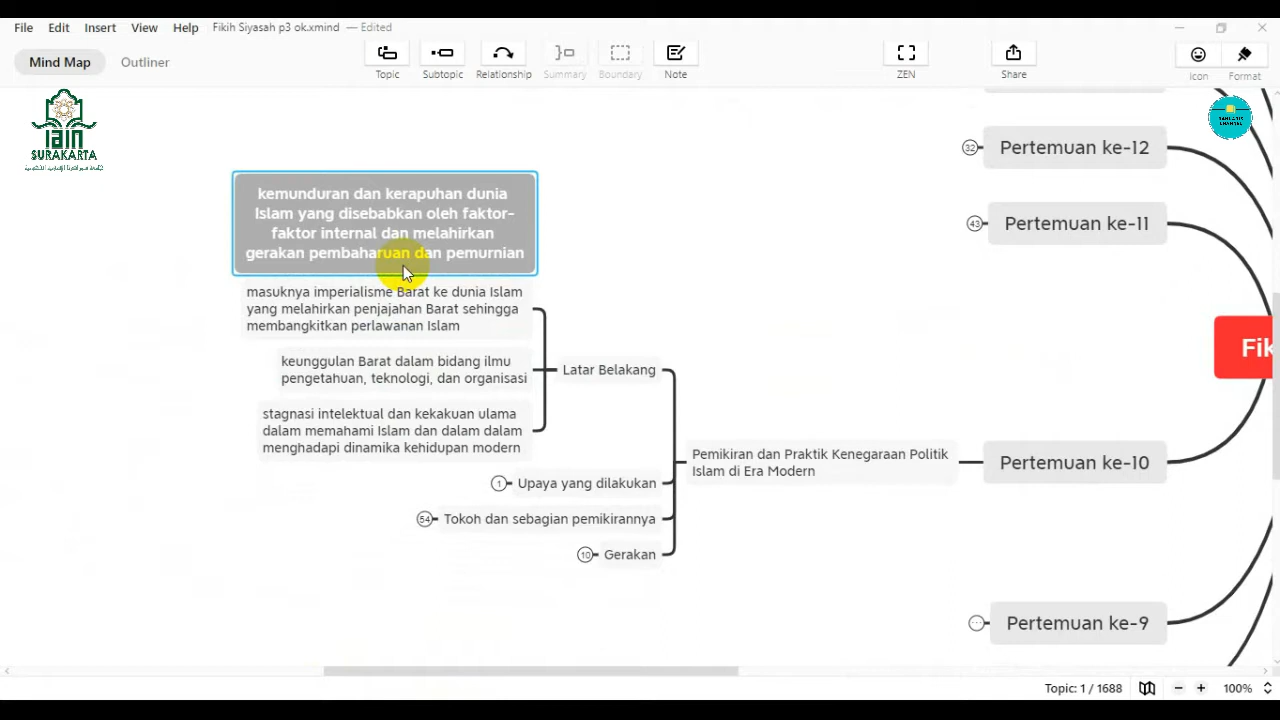 File Edit Insert View Help Fikih Siyasah p3 ok.xmind — Edited
Mind Map Outliner
Topic Subtopic Relationship Summary Boundary Note ZEN Share Icon Format
iain
SURAKARTA
Pertemuan ke-12
32
Pertemuan ke-11
43
kemunduran dan kerapuhan dunia
Islam yang disebabkan oleh faktor-
faktor internal dan melahirkan
gerakan pembaharuan dan pemurnian
masuknya imperialisme Barat ke dunia Islam
yang melahirkan penjajahan Barat sehingga
membangkitkan perlawanan Islam
keunggulan Barat dalam bidang ilmu
pengetahuan, teknologi, dan organisasi
stagnasi intelektual dan kekakuan ulama
dalam memahami Islam dan dalam dalam
menghadapi dinamika kehidupan modern
Latar Belakang
Fik
Pemikiran dan Praktik Kenegaraan Politik
Islam di Era Modern
Pertemuan ke-10
1 Upaya yang dilakukan
54 Tokoh dan sebagian pemikirannya
10 Gerakan
Pertemuan ke-9
Topic: 1 / 1688 100%